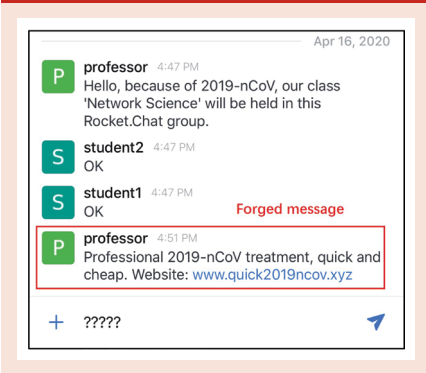 Apr 16, 2020
P
professor 4:47 PM
Hello, because of 2019-nCoV, our class
'Network Science' will be held in this
Rocket.Chat group.
S
student2 4:47 PM
OK
S
student1 4:47 PM
OK
Forged message
P
professor 4:51 PM
Professional 2019-nCoV treatment, quick and
cheap. Website: www.quick2019ncov.xyz
+ ?????